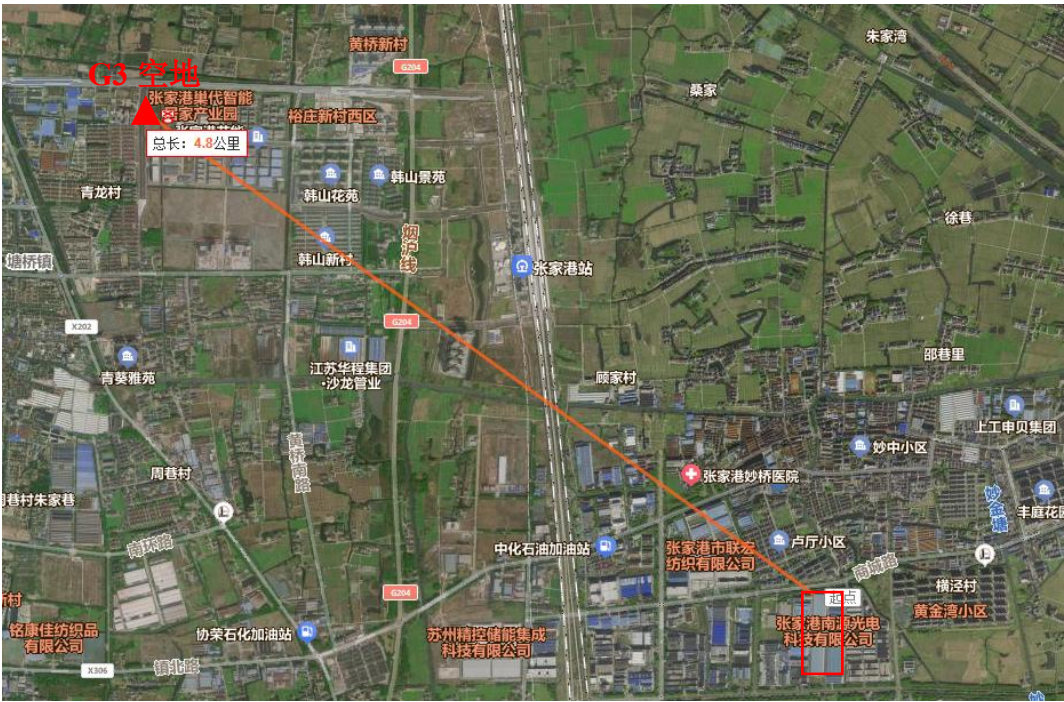 朱家湾
黄桥新村
G204
G3 空地
桑家
张家港巢代智能
居家产业园
裕庄新村西区
总长：4.8公里
韩山景苑
青龙村
韩山花苑
徐巷
烟沪线
韩山新村
塘桥镇
张家港站
X202
G204
邵巷里
江苏华程集团
·沙龙管业
青葵雅苑
顾家村
上工申贝集团
妙中小区
黄桥南路
周巷村
张家港妙桥医院
周巷村朱家巷
妙金塘
丰庭花园
南环路
中化石油加油站
张家港市联宏
纺织有限公司
卢厅小区
商城路
横泾村
G204
起点
黄金湾小区
新村
铭康佳纺织品
有限公司
协荣石化加油站
苏州精控储能集成
科技有限公司
张家港南源光电
科技有限公司
X306
镇北路